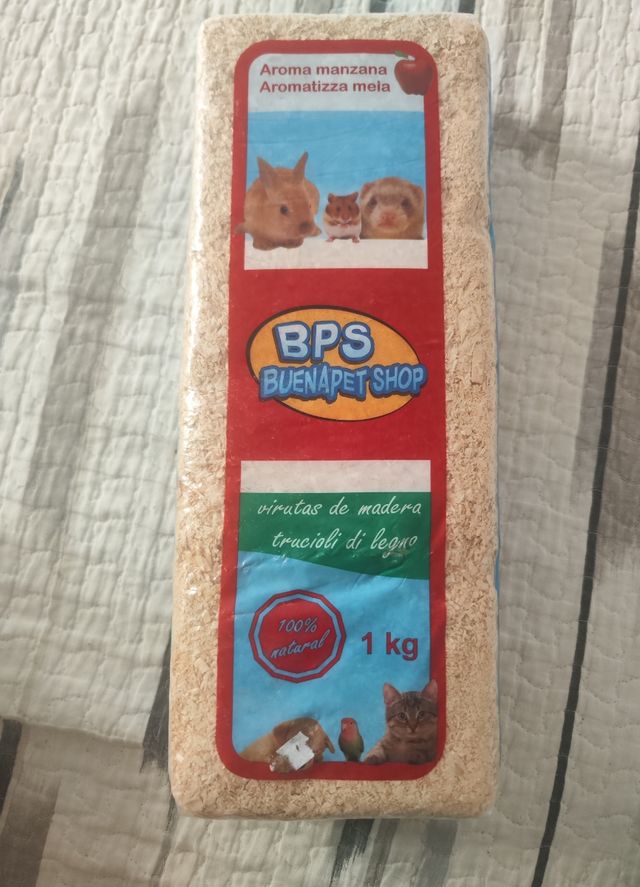 Aroma manzana
Aromatizza mela
BPS
BUENAPET SHOP
virutas de madera
trucioli di legno
100%
natural
1 kg